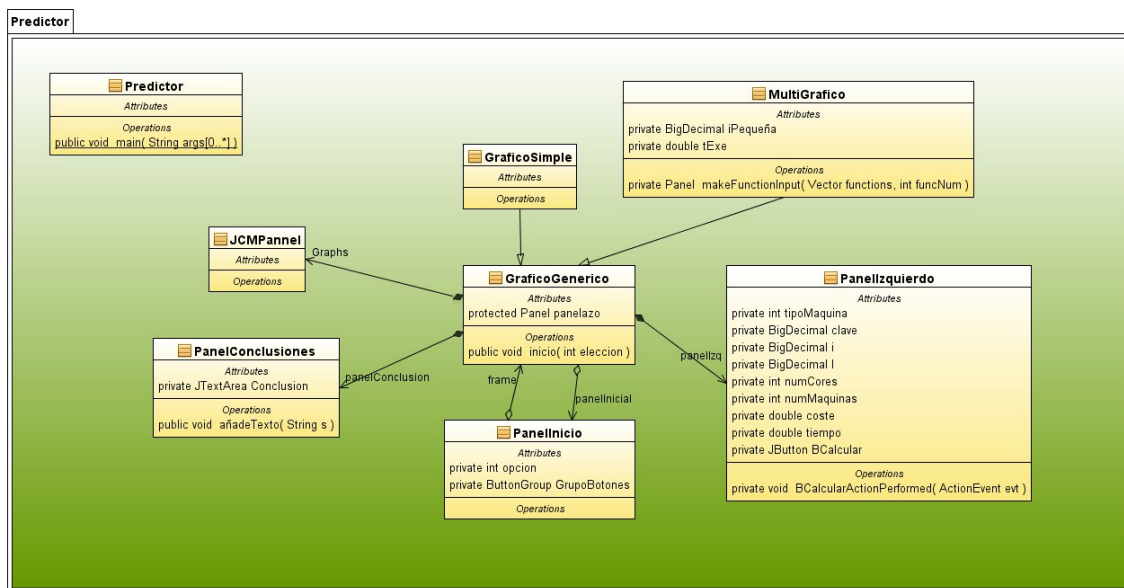 Predictor
Predictor
Attributes
Operations
public void main( String args[0..*] )
MultiGrafico
Attributes
private BigDecimal iPequeña
private double tExe
Operations
private Panel makeFunctionInput( Vector functions, int funcNum )
GraficoSimple
Attributes
Operations
JCMPannel
Attributes
Operations
Graphs
GraficoGenerico
Attributes
protected Panel panelazo
Operations
public void inicio( int eleccion )
PanelIzquierdo
Attributes
private int tipoMaquina
private BigDecimal clave
private BigDecimal i
private BigDecimal l
private int numCores
private int numMaquinas
private double coste
private double tiempo
private JButton BCalcular
Operations
private void BCalcularActionPerformed( ActionEvent evt )
panelIzq
PanelConclusiones
Attributes
private JTextArea Conclusion
Operations
public void añadeTexto( String s )
panelConclusion
frame
panelInicial
PanelInicio
Attributes
private int opcion
private ButtonGroup GrupoBotones
Operations